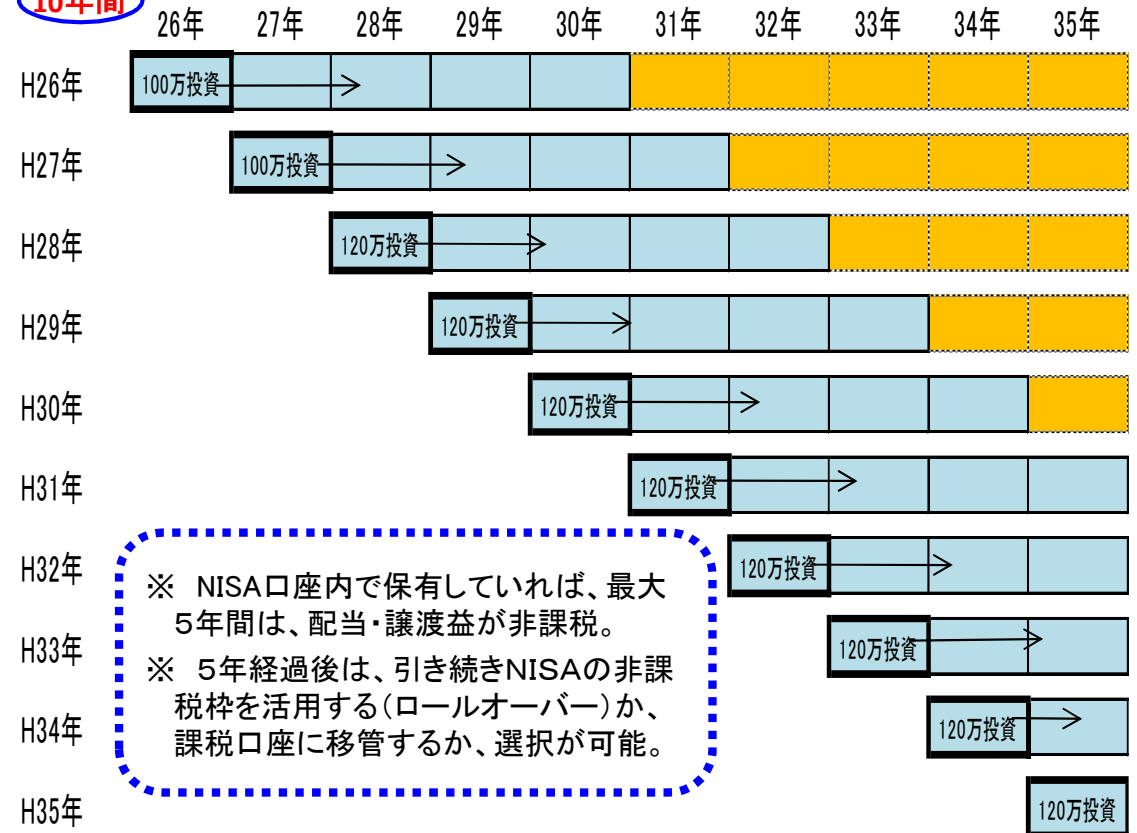 10年間
26年 27年 28年 29年 30年 31年 32年 33年 34年 35年
H26年 100万投資
H27年 100万投資
H28年 120万投資
H29年 120万投資
H30年 120万投資
H31年 120万投資
H32年 120万投資
H33年 120万投資
H34年 120万投資
H35年 120万投資
※ NISA口座内で保有していれば、最大
5年間は、配当・譲渡益が非課税。
※ 5年経過後は、引き続きNISAの非課
税枠を活用する(ロールオーバー)か、
課税口座に移管するか、選択が可能。